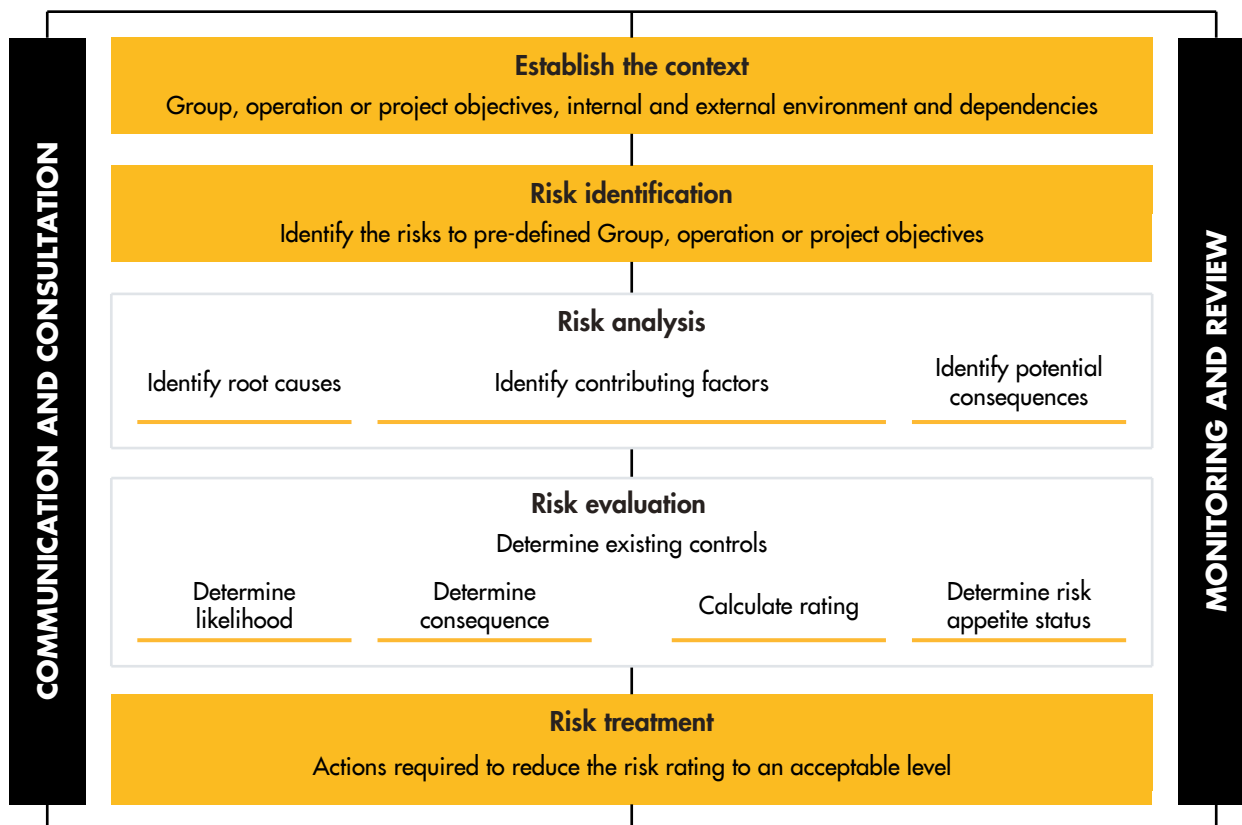 COMMUNICATION AND CONSULTATION
Establish the context
Group, operation or project objectives, internal and external environment and dependencies
Risk identification
Identify the risks to pre-defined Group, operation or project objectives
Risk analysis
Identify root causes
Identify contributing factors
Identify potential
consequences
Risk evaluation
Determine existing controls
Determine
likelihood
Determine
consequence
Calculate rating
Determine risk
appetite status
Risk treatment
Actions required to reduce the risk rating to an acceptable level
MONITORING AND REVIEW